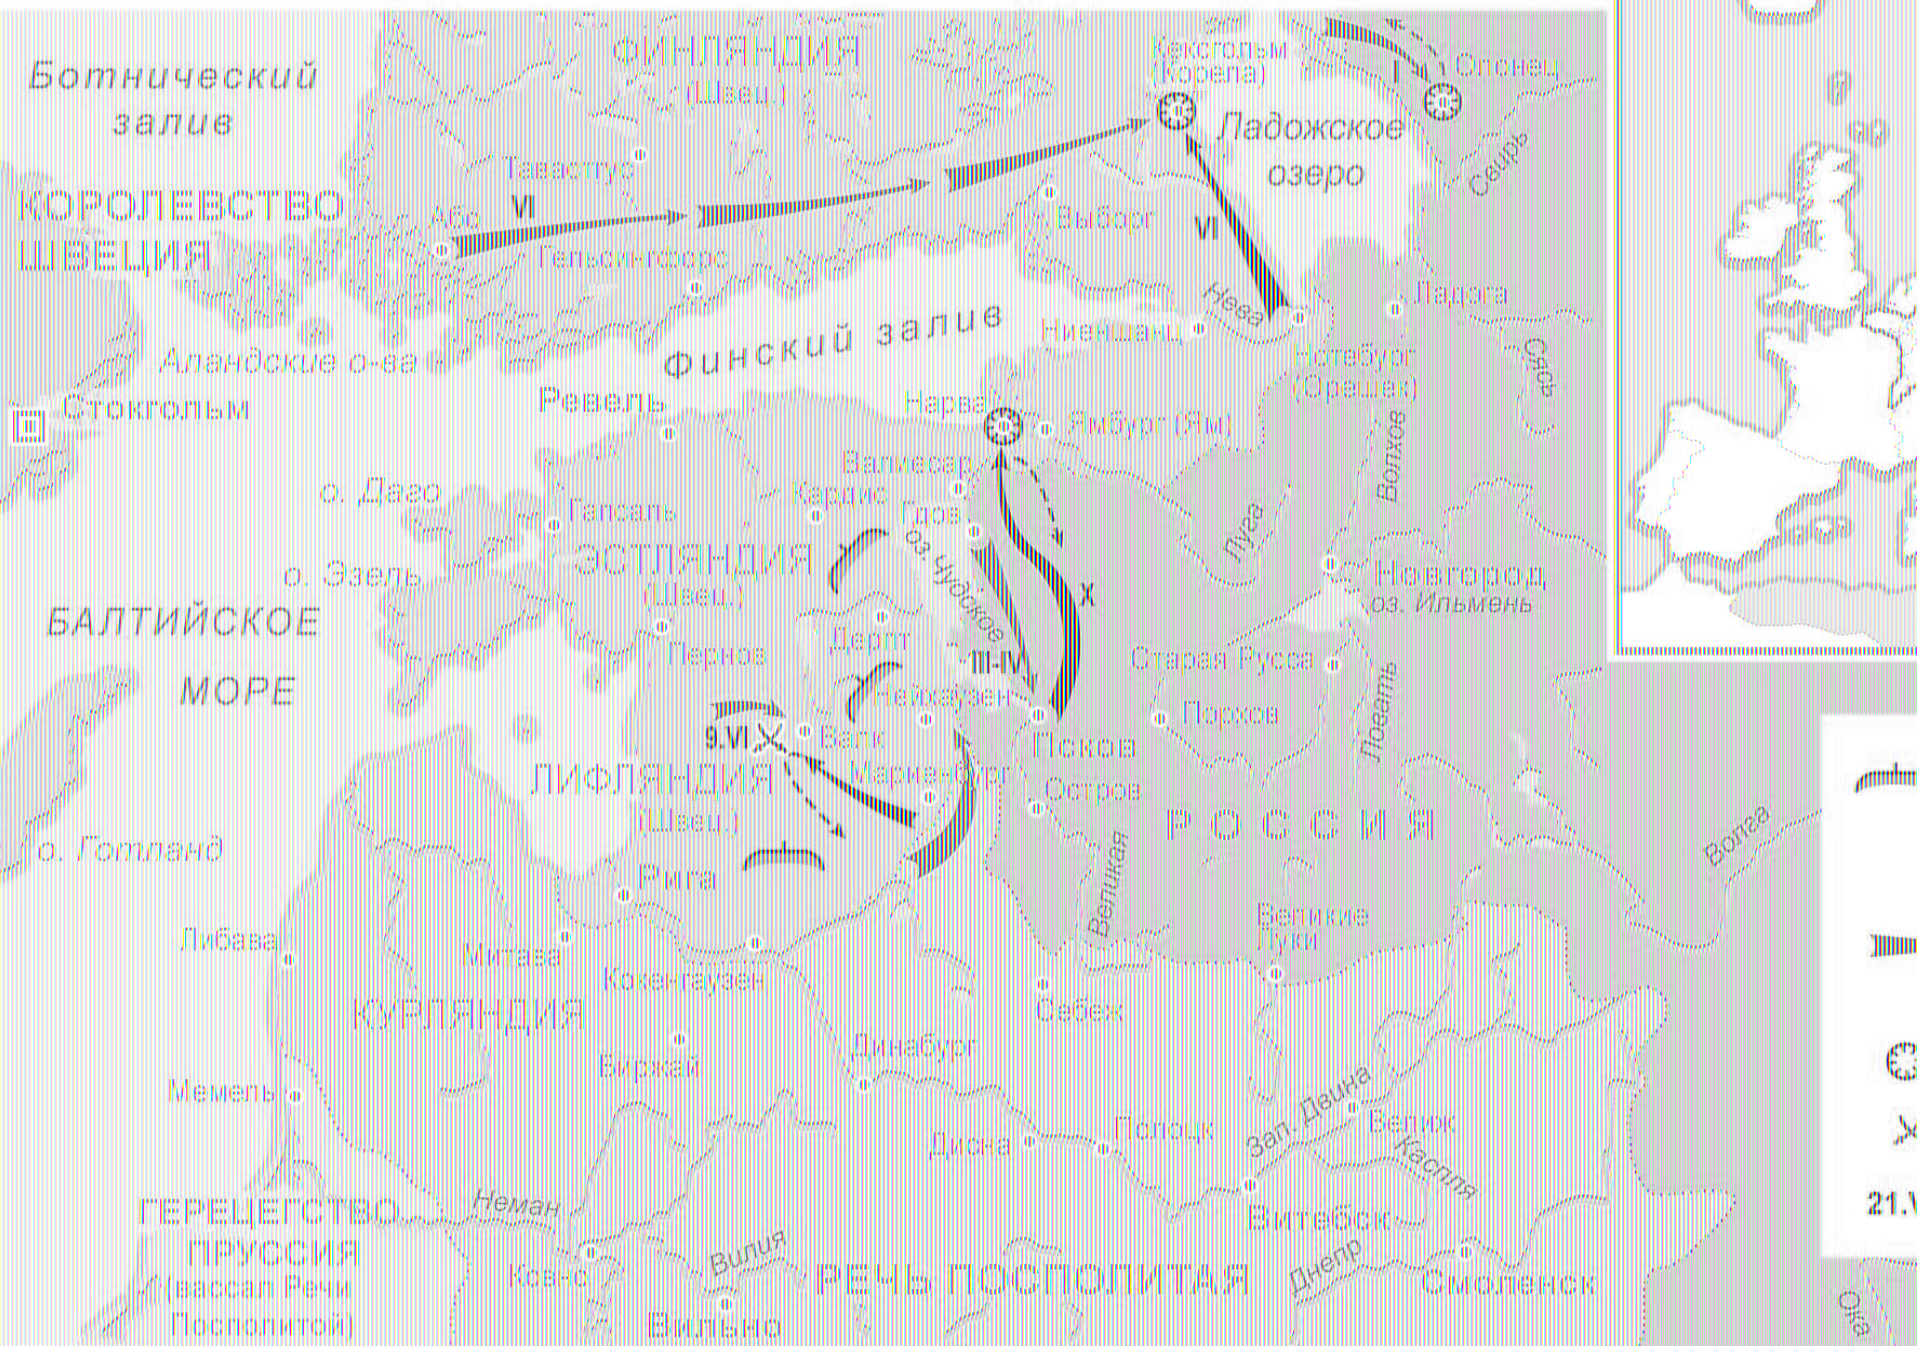 Ботнический
залив
ФИНЛЯНДИЯ
(Швец.)
Кексгольм
(Корела)
I
Олонец
Ладожское
озеро
Свирь
Тавастгус
КОРОЛЕВСТВО
ШВЕЦИЯ
Або
VI
Выборг
VI
Гельсингфорс
Нева
Ладога
Финский залив
Ниеншанц
Нотебург
(Орешек)
Сясь
Аландские о-ва
Стокгольм
Ревель
Нарва
Ямбург (Ям)
Волхов
Валиесар
о. Даго
Кардис
Гапсаль
Гдов
Луга
оз. Чудское
ЭСТЛЯНДИЯ
(Швец.)
о. Эзель
X
Новгород
оз. Ильмень
БАЛТИЙСКОЕ
МОРЕ
Пернов
Дерпт
III-IV
Старая Русса
Нейхаузен
Порхов
Ловать
9.VI
Валк
Псков
ЛИФЛЯНДИЯ
(Швец.)
Мариенбург
Остров
РОССИЯ
Волга
о. Готланд
Рига
Великая
Великие
Луки
Либава
Митава
Кокенгаузен
Себеж
КУРЛЯНДИЯ
Биржай
Динабург
Мемель
Дисна
Полоцк
Зап. Двина
Велиж
Каспля
ГЕРЕЦЕГСТВО
ПРУССИЯ
(вассал Речи
Посполитой)
Неман
Витебск
21.V
Ковно
Вилия
РЕЧЬ ПОСПОЛИТАЯ
Днепр
Смоленск
Вильно
Ока